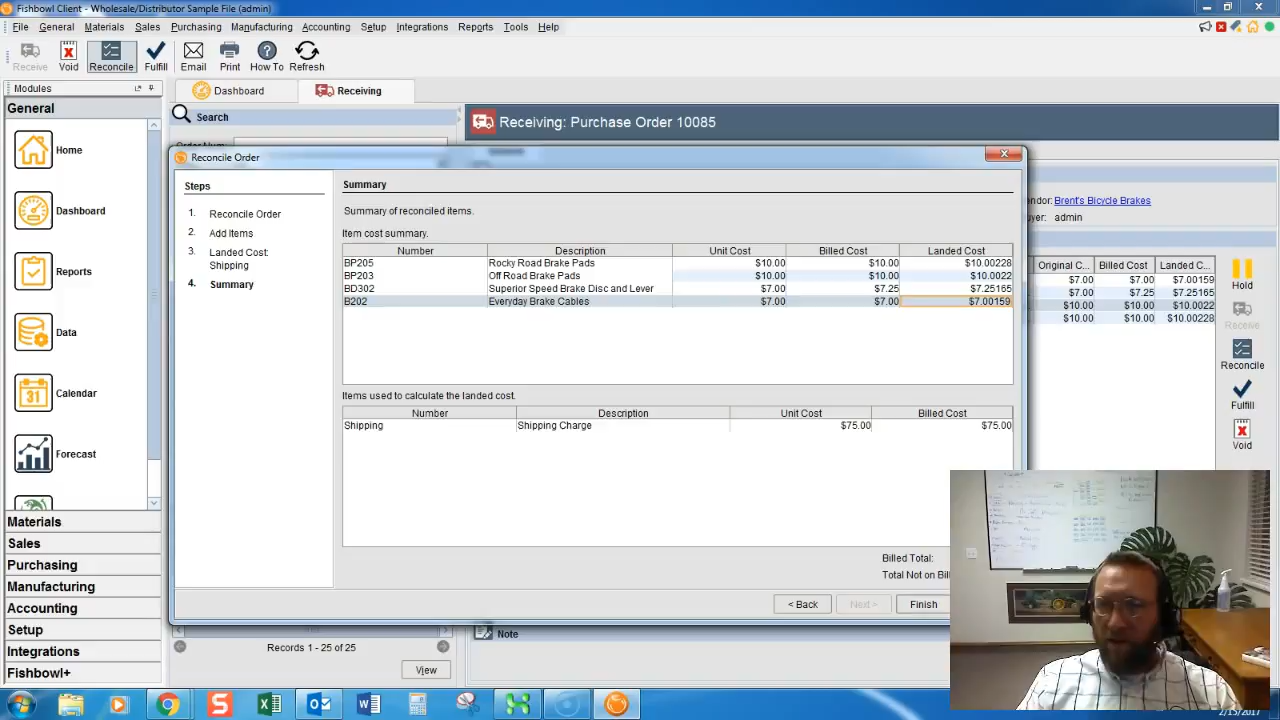 Fishbowl Client - Wholesale/Distributor Sample File (admin)
File General Materials Sales Purchasing Manufacturing Accounting Setup Integrations Reports Tools Help
Receive Void Reconcile Fulfill Email Print How To Refresh
Modules
Dashboard Receiving
General
Search
Receiving: Purchase Order 10085
Home
Dashboard
Reports
Data
Calendar
Forecast
Materials
Sales
Purchasing
Manufacturing
Accounting
Setup
Integrations
Fishbowl+
Reconcile Order
Steps
1. Reconcile Order
2. Add Items
3. Landed Cost:
Shipping
4. Summary
Summary
Summary of reconciled items.
Item cost summary.
Number Description Unit Cost Billed Cost Landed Cost
BP205 Rocky Road Brake Pads $10.00 $10.00 $10.00228
BP203 Off Road Brake Pads $10.00 $10.00 $10.0022
BD302 Superior Speed Brake Disc and Lever $7.00 $7.25 $7.25165
B202 Everyday Brake Cables $7.00 $7.00 $7.00159
Items used to calculate the landed cost.
Number Description Unit Cost Billed Cost
Shipping Shipping Charge $75.00 $75.00
Billed Total:
Total Not on Bil
< Back Next > Finish
ndor: Brent's Bicycle Brakes
yer: admin
Original C... Billed Cost Landed C...
$7.00 $7.00 $7.00159
$7.00 $7.25 $7.25165
$10.00 $10.00 $10.0022
$10.00 $10.00 $10.00228
Hold
Receive
Reconcile
Fulfill
Void
Note
Records 1 - 25 of 25
View
2/15/2017